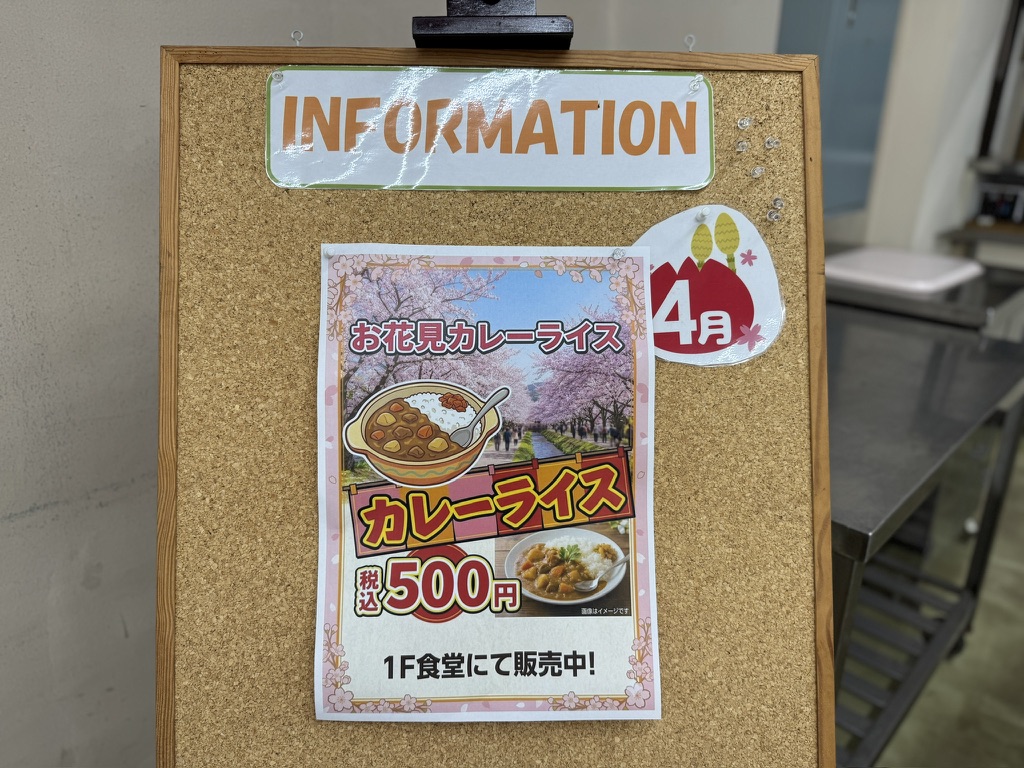 INFORMATION
4月
お花見カレーライス
カレーライス
税込500円
画像はイメージです
1F食堂にて販売中!